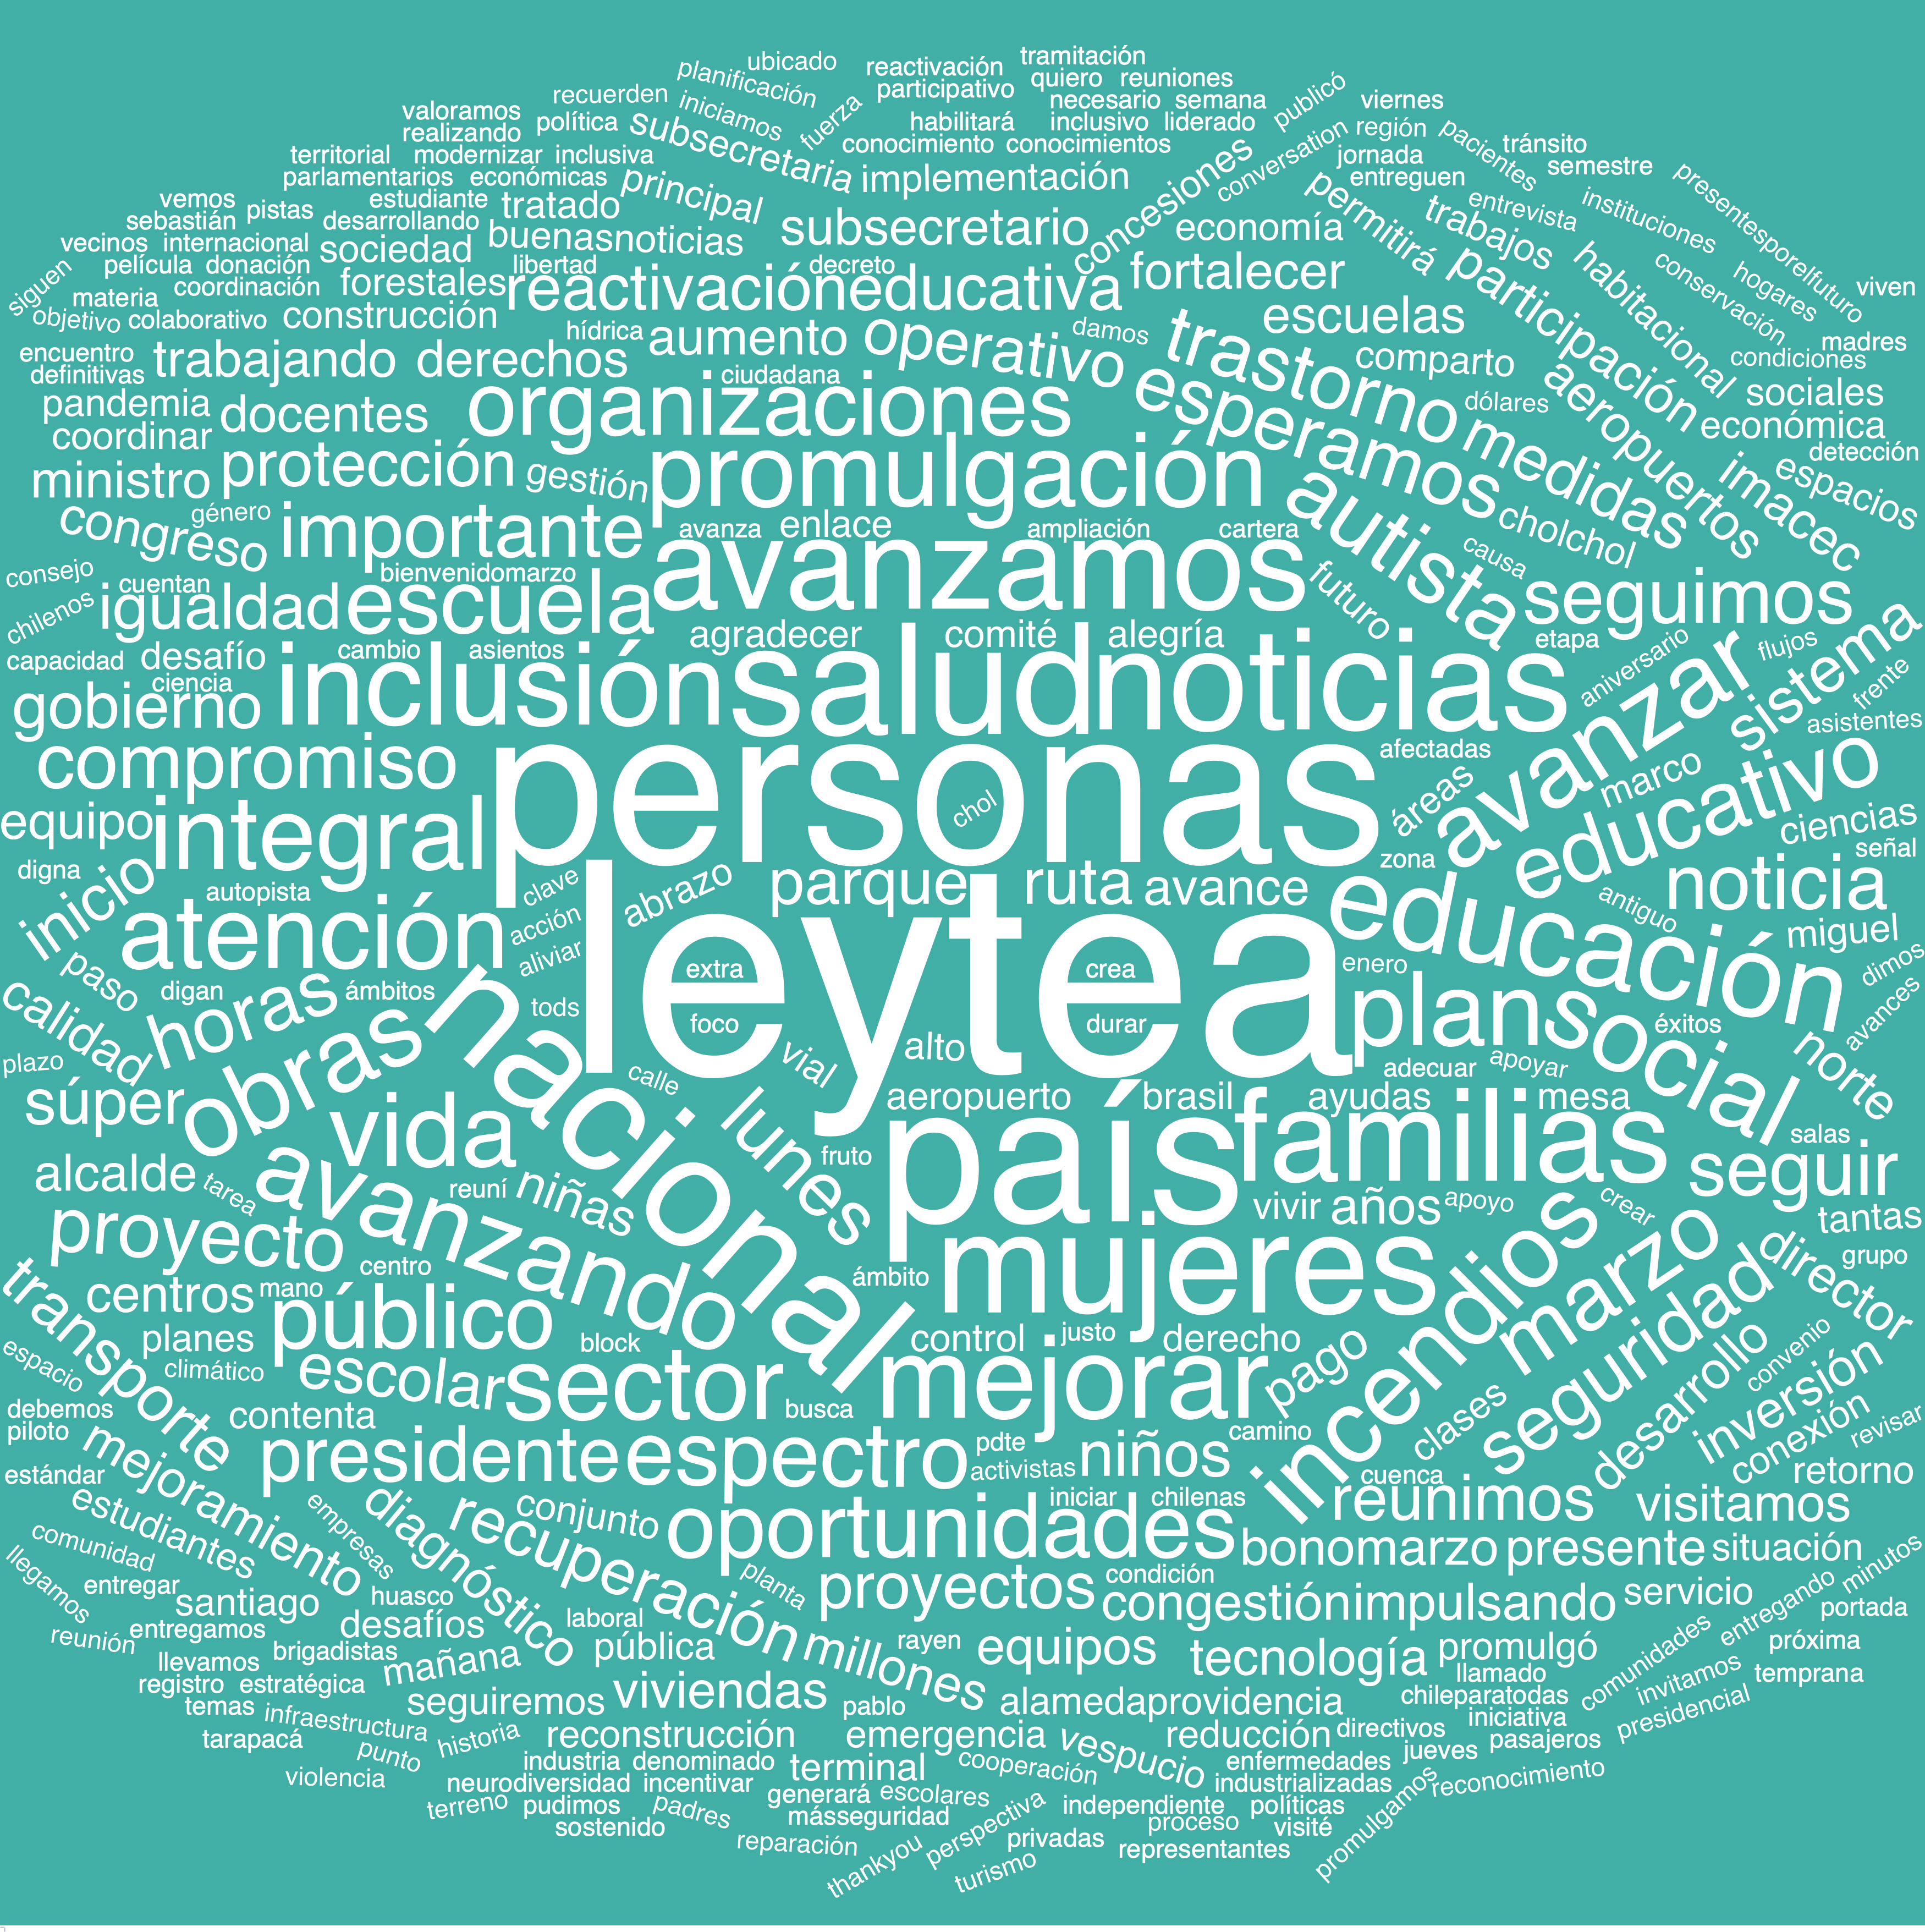 ubicado
tramitación
planificación
reactivación
quiero
reuniones
recuerden
iniciamos
participativo
necesario
semana
publicó
viernes
valoramos
política
fuerza
habilitará
inclusivo
liderado
conversation
región
pacientes
tránsito
realizando
subsecretaria
conocimiento
conocimientos
jornada
semestre
territorial
modernizar
inclusiva
parlamentarios
económicas
principal
implementación
concesiones
entreguen
presentesporelfuturo
vemos
estudiante
tratado
permitirá
entrevista
instituciones
sebastián
pistas
desarrollando
buenasnoticias
subsecretario
economía
trabajos
vecinos
internacional
sociedad
participación
habitacional
conservación
hogares
película
donación
libertad
decreto
fortalecer
siguen
materia
coordinación
forestales
reactivacióneducativa
viven
objetivo
colaborativo
construcción
hídrica
damos
escuelas
madres
encuentro
trabajando
derechos
aumento
operativo
trastorno
comparto
condiciones
definitivas
ciudadana
aeropuertos
pandemia
docentes
organizaciones
esperamos
dólares
sociales
coordinar
medidas
económica
ministro
protección
gestión
promulgación
detección
imacec
espacios
congreso
género
importante
avanza
enlace
ampliación
cartera
autista
cholchol
causa
consejo
cuentan
bienvenidomarzo
avanzamos
futuro
seguimos
chilenos
igualdad
escuela
agradecer
comité
alegría
etapa
aniversario
flujos
sistema
capacidad
desafío
cambio
asientos
frente
ciencia
inclusión
salud
noticias
avanzar
asistentes
gobierno
compromiso
personas
afectadas
marco
educativo
equipo
integral
chol
áreas
ciencias
digna
zona
señal
inicio
autopista
clave
abrazo
parque
ruta
avance
educación
noticia
atención
acción
antiguo
miguel
paso
aliviar
leytea
extra
crea
enero
dimos
calidad
digan
ámbitos
tods
horas
obras
nacional
foco
durar
plan
social
éxitos
avances
plazo
vial
alto
adecuar
apoyar
norte
súper
calle
aeropuerto
brasil
ayudas
mesa
vida
lunes
país
familias
salas
alcalde
tarea
avanzando
reuní
niñas
fruto
seguir
vivir
años
apoyo
crear
tantas
proyecto
centro
ámbito
mujeres
incendios
marzo
director
grupo
centros
mano
público
transporte
planes
block
control
justo
derecho
seguridad
espacio
climático
escolar
sector
mejorar
pago
desarrollo
convenio
inversión
debemos
contenta
busca
clases
piloto
camino
conexión
revisar
mejoramiento
presidente
espectro
pdte
niños
estándar
activistas
cuenca
retorno
estudiantes
empresas
diagnóstico
recuperación
conjunto
oportunidades
iniciar
chilenas
reunimos
visitamos
comunidad
bonomarzo
presente
situación
minutos
llegamos
entregar
huasco
planta
proyectos
condición
santiago
laboral
congestión
impulsando
servicio
entregando
portada
reunión
entregamos
desafíos
brigadistas
pública
millones
rayen
equipos
tecnología
promulgó
comunidades
próxima
llevamos
mañana
llamado
invitamos
temprana
registro
estratégica
seguiremos
viviendas
pablo
alamedaprovidencia
chileparatodas
presidencial
temas
infraestructura
iniciativa
tarapacá
punto
historia
reconstrucción
emergencia
vespucio
reducción
directivos
pasajeros
violencia
industria
denominado
terminal
cooperación
enfermedades
jueves
neurodiversidad
incentivar
generará
escolares
industrializadas
reconocimiento
terreno
pudimos
padres
másseguridad
perspectiva
independiente
políticas
promulgamos
sostenido
reparación
proceso
visité
privadas
representantes
thankyou
turismo